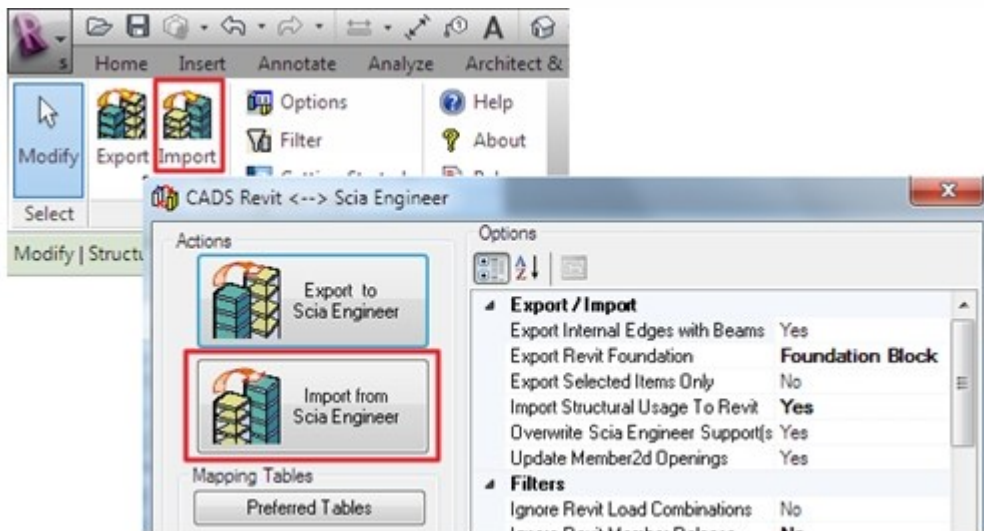 S
Home Insert Annotate Analyze Architect &
Modify
Export
Import
Options
Filter
Help
About
Select
Modify | Structu
CADS Revit <--> Scia Engineer
Actions
Export to
Scia Engineer
Import from
Scia Engineer
Mapping Tables
Preferred Tables
Options
Export / Import
Export Internal Edges with Beams Yes
Export Revit Foundation Foundation Block
Export Selected Items Only No
Import Structural Usage To Revit Yes
Overwrite Scia Engineer Support(s Yes
Update Member2d Openings Yes
Filters
Ignore Revit Load Combinations No